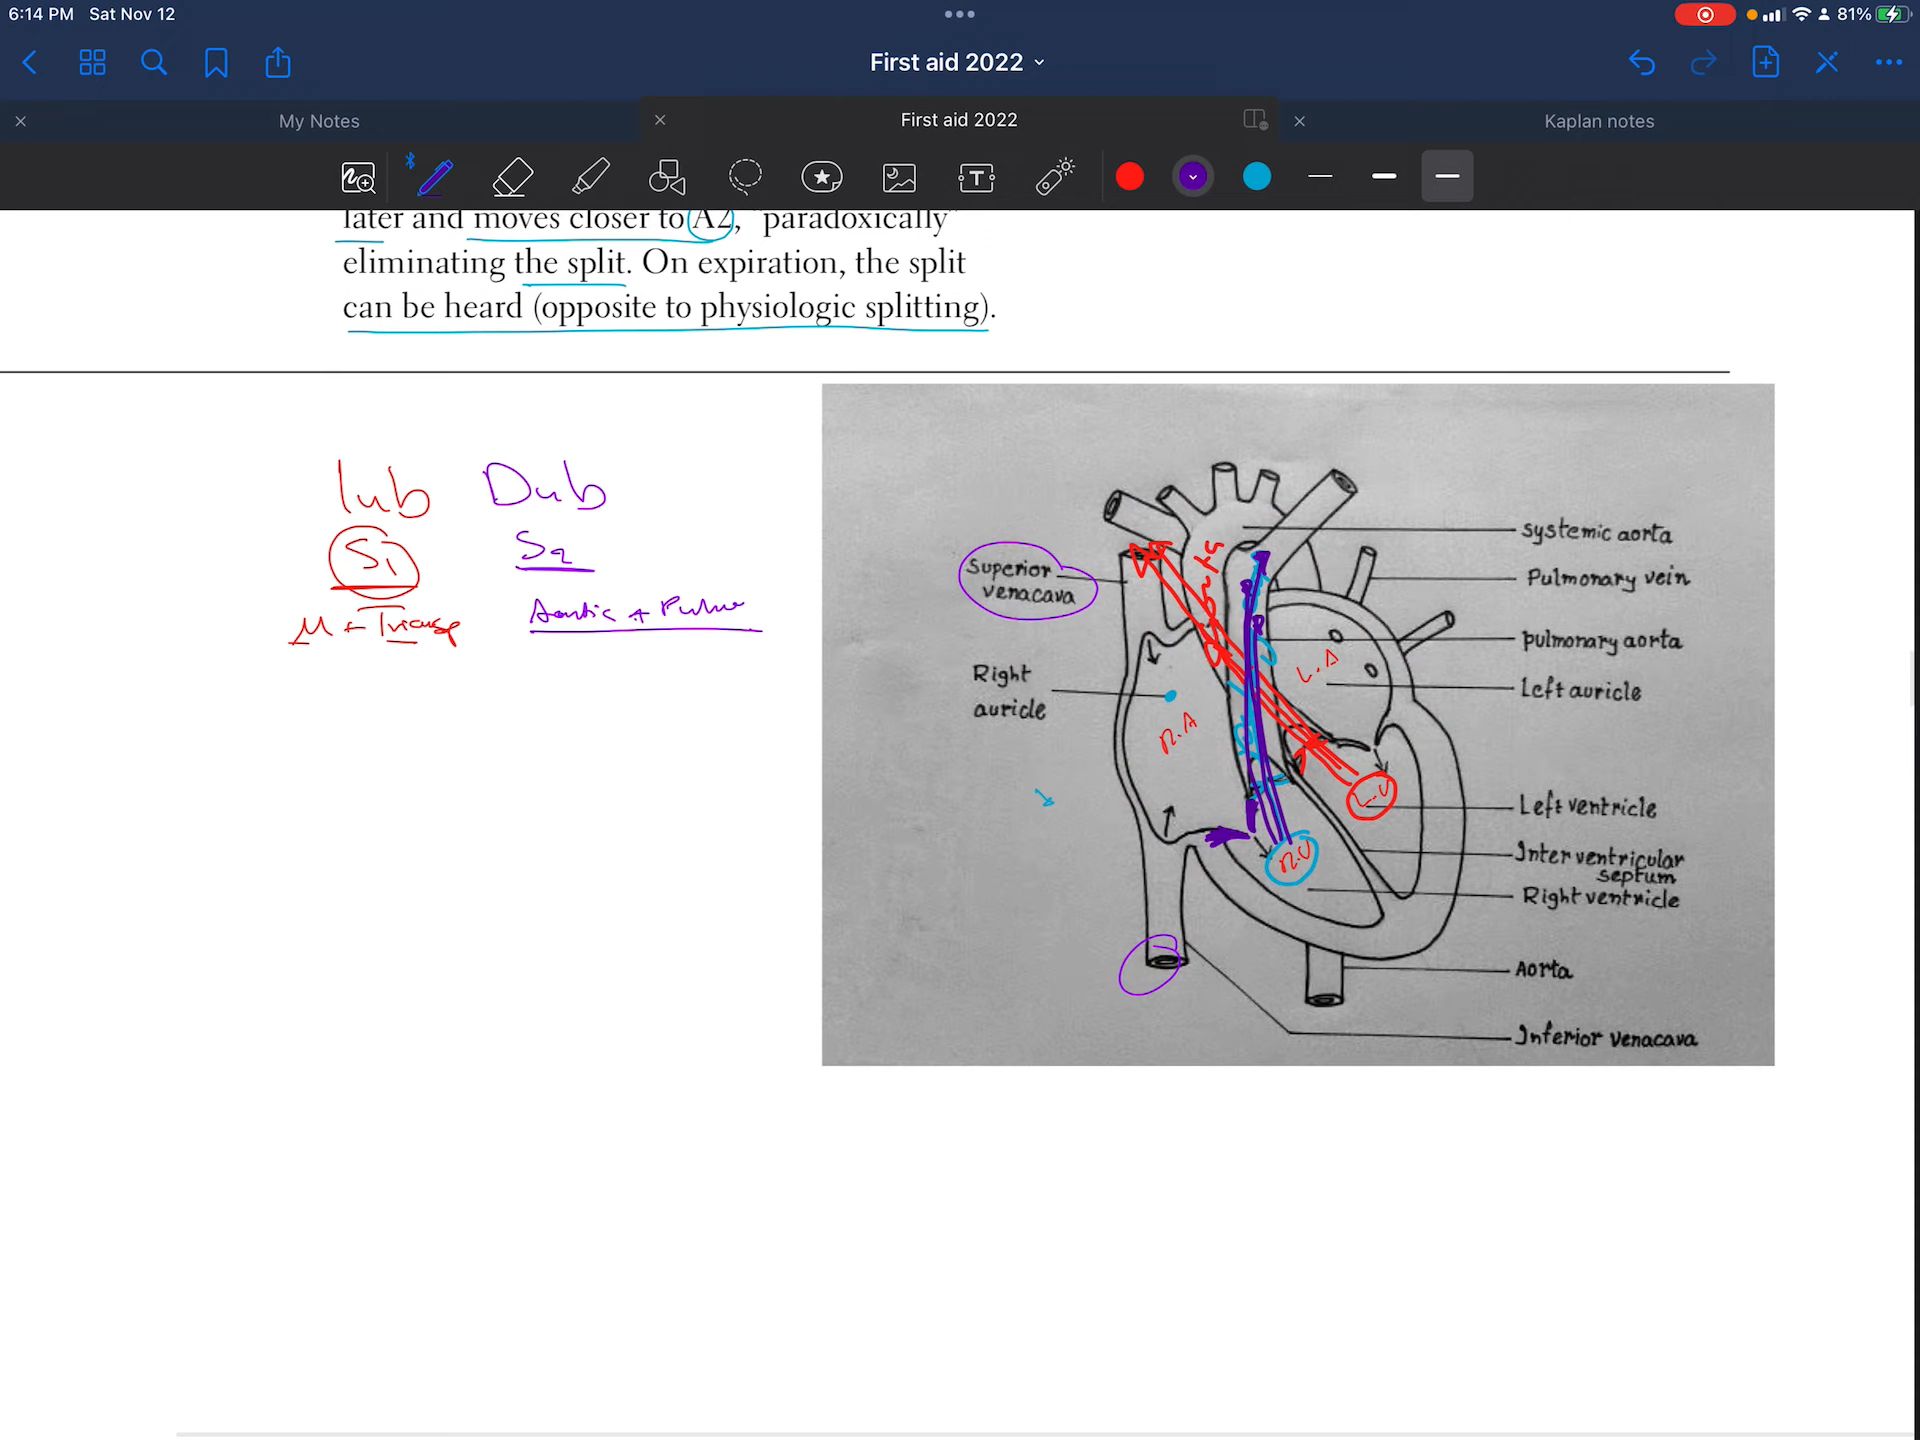 6:14 PM Sat Nov 12
81%
First aid 2022
My Notes
First aid 2022
Kaplan notes
later and moves closer to A2, "paradoxically"
eliminating the split. On expiration, the split
can be heard (opposite to physiologic splitting).
lub Dub
S1 S2
M + Tricusp
Aortic + Pulmo
systemic aorta
Superior
venacava
Pulmonary vein
pulmonary aorta
Right
auricle
Left auricle
L.A
R.A
L.V
R.V
Left ventricle
Inter ventricular
septum
Right ventricle
Aorta
Inferior venacava